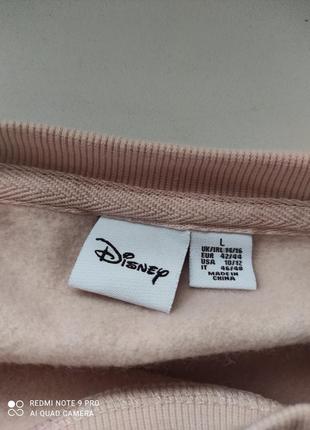 Disney
L
UK/IRL 14/16
EUR 42/44
USA 10/12
IT 46/48
MADE IN
CHINA
REDMI NOTE 9 PRO
AI QUAD CAMERA